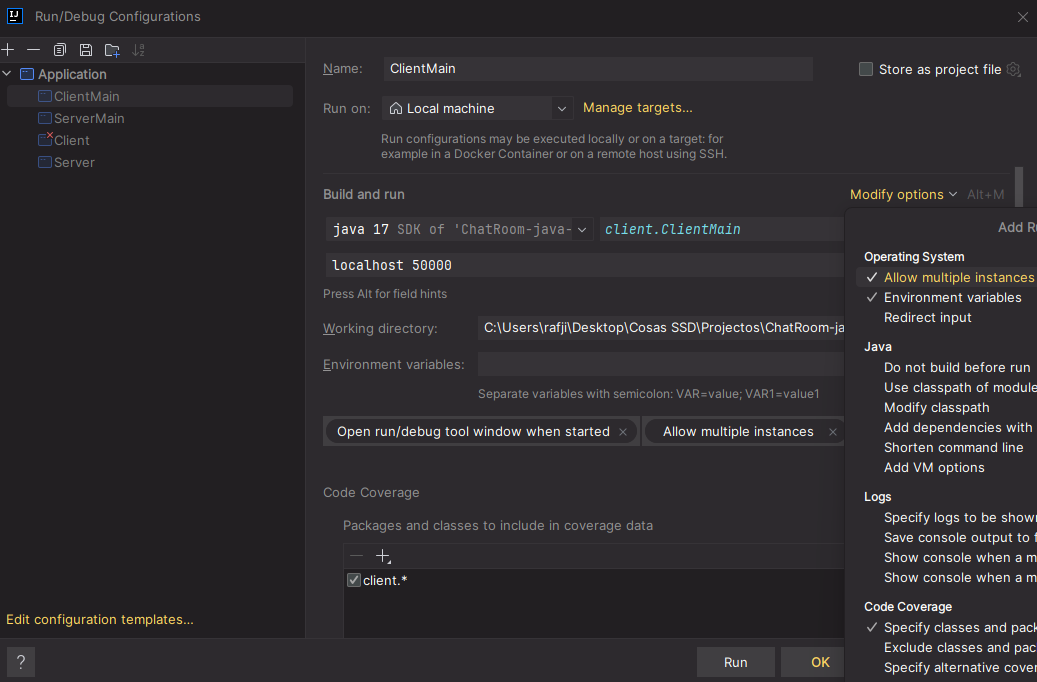 Run/Debug Configurations
Application
ClientMain
ServerMain
Client
Server
Edit configuration templates...
?
Name:
ClientMain
Store as project file
Run on:
Local machine
Manage targets...
Run configurations may be executed locally or on a target: for
example in a Docker Container or on a remote host using SSH.
Build and run
Modify options
Alt+M
java 17 SDK of 'ChatRoom-java-
client.ClientMain
localhost 50000
Press Alt for field hints
Working directory:
C:\Users\rafji\Desktop\Cosas SSD\Projectos\ChatRoom-ja
Environment variables:
Separate variables with semicolon: VAR=value; VAR1=value1
Open run/debug tool window when started ×
Allow multiple instances ×
Code Coverage
Packages and classes to include in coverage data
client.*
Run
OK
Add Ru
Operating System
Allow multiple instances
Environment variables
Redirect input
Java
Do not build before run
Use classpath of module
Modify classpath
Add dependencies with
Shorten command line
Add VM options
Logs
Specify logs to be shown
Save console output to f
Show console when a m
Show console when a m
Code Coverage
Specify classes and pack
Exclude classes and pac
Specify alternative cover